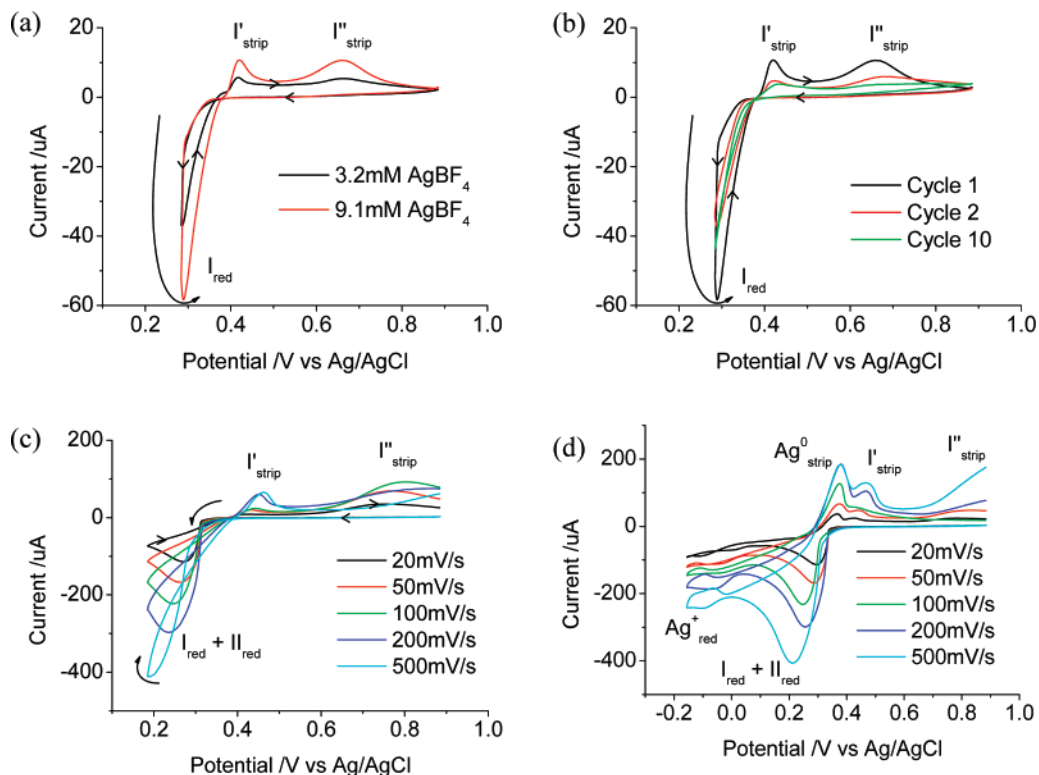 (a)
I'strip I''strip
20
0
-20
-40
-60
Current /uA
3.2mM AgBF4
9.1mM AgBF4
Ired
0.2 0.4 0.6 0.8 1.0
Potential /V vs Ag/AgCl
(b)
I'strip I''strip
20
0
-20
-40
-60
Current /uA
Cycle 1
Cycle 2
Cycle 10
Ired
0.2 0.4 0.6 0.8 1.0
Potential /V vs Ag/AgCl
(c)
I'strip I''strip
200
0
-200
-400
Current /uA
20mV/s
50mV/s
100mV/s
200mV/s
500mV/s
Ired + IIred
0.2 0.4 0.6 0.8 1.0
Potential /V vs Ag/AgCl
(d)
Ag0strip I'strip I''strip
200
0
-200
-400
Current /uA
20mV/s
50mV/s
100mV/s
200mV/s
500mV/s
Ag+red
Ired + IIred
-0.2 0.0 0.2 0.4 0.6 0.8 1.0
Potential /V vs Ag/AgCl